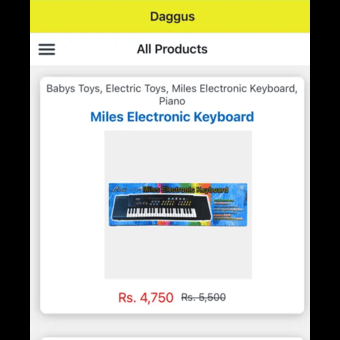 Daggus
All Products
Babys Toys, Electric Toys, Miles Electronic Keyboard,
Piano
Miles Electronic Keyboard
Miles Electronic Keyboard
Rs. 4,750 Rs. 5,500